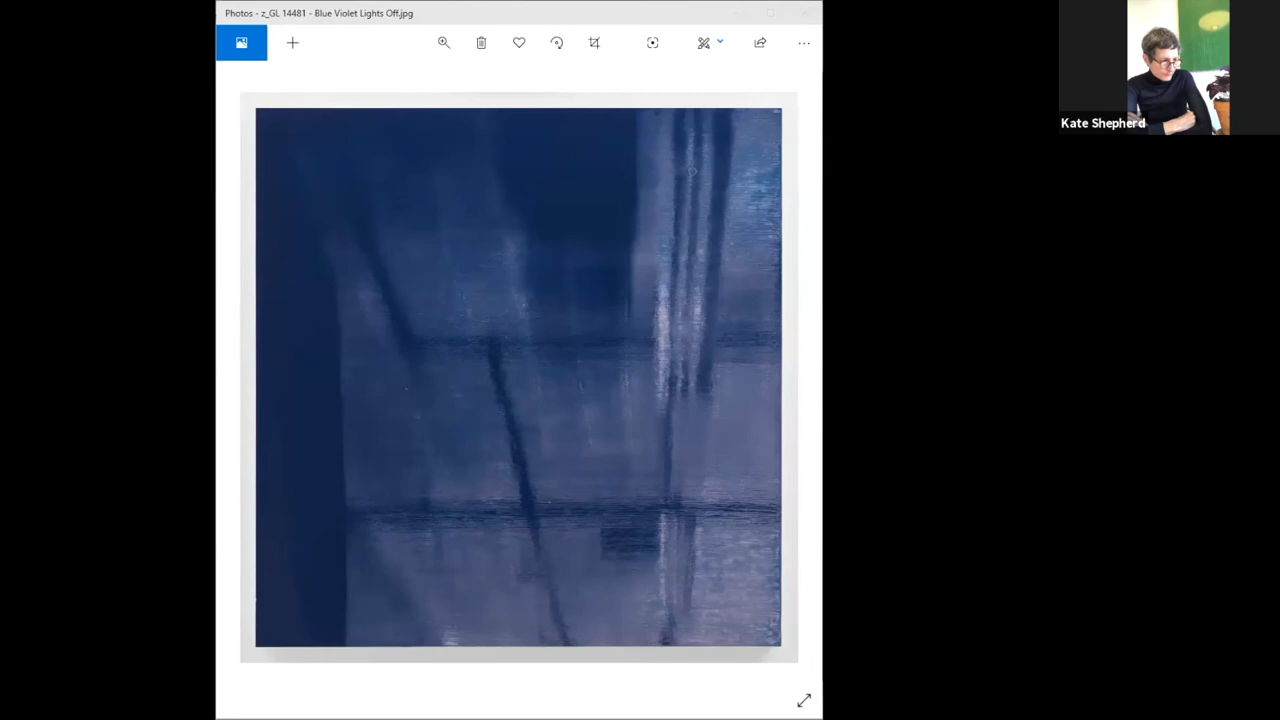 Photos - z_GL 14481 - Blue Violet Lights Off.jpg
Kate Shepherd